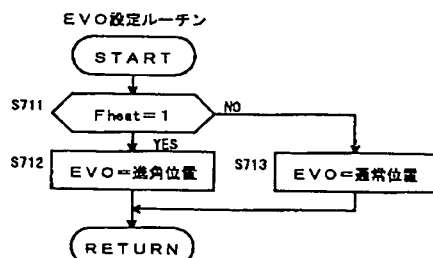 EVO設定ルーチン
START
S711
Fheat=1
NO
YES
S712
EVO=進角位置
S713
EVO=通常位置
RETURN